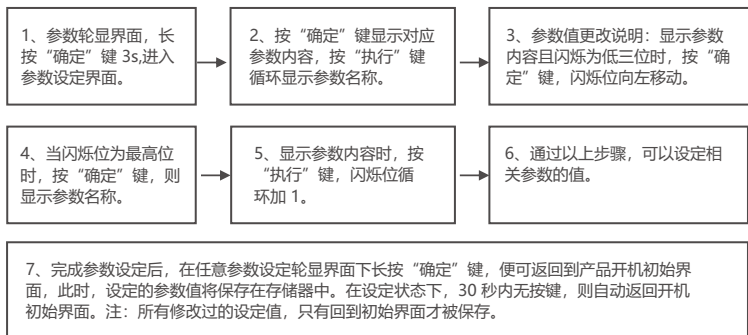 1、参数轮显界面，长
按“确定”键 3s,进入
参数设定界面。
2、按“确定”键显示对应
参数内容，按“执行”键
循环显示参数名称。
3、参数值更改说明：显示参数
内容且闪烁为低三位时，按“确
定”键，闪烁位向左移动。
4、当闪烁位为最高位
时，按“确定”键，则
显示参数名称。
5、显示参数内容时，按
“执行”键，闪烁位循
环加 1。
6、通过以上步骤，可以设定相
关参数的值。
7、完成参数设定后，在任意参数设定轮显界面下长按“确定”键，便可返回到产品开机初始界
面，此时，设定的参数值将保存在存储器中。在设定状态下，30 秒内无按键，则自动返回开机
初始界面。注：所有修改过的设定值，只有回到初始界面才被保存。